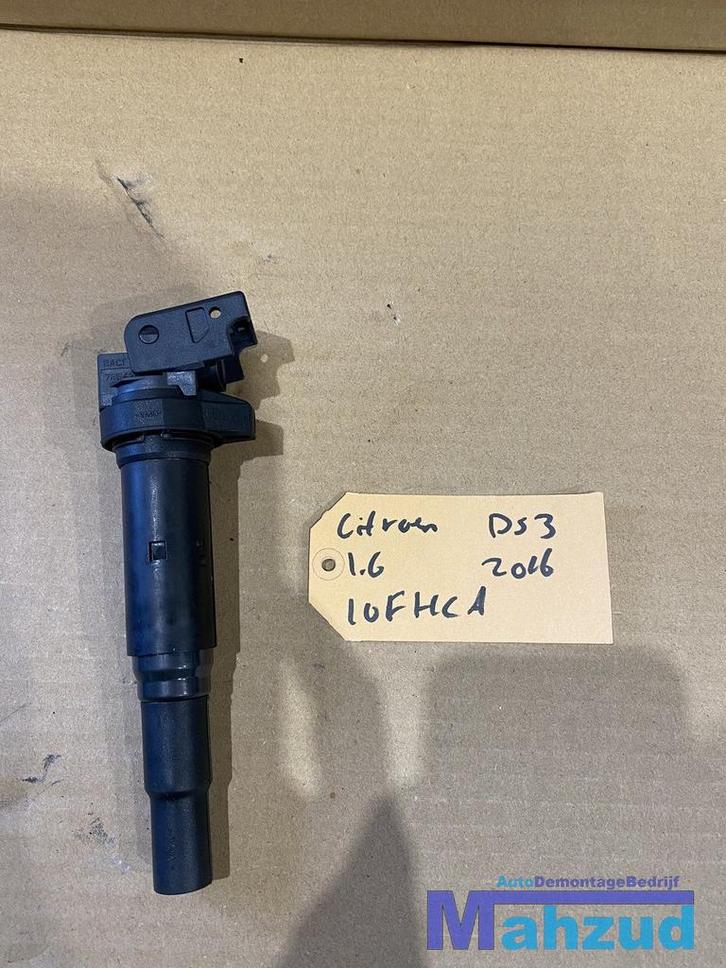 Citroen DS3
1.6 2016
10FHCA
AutoDemontageBedrijf
Mahzud